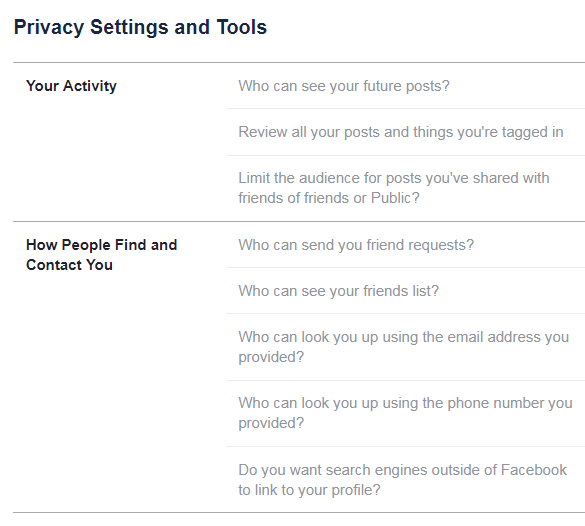 Privacy Settings and Tools
Your Activity
Who can see your future posts?
Review all your posts and things you're tagged in
Limit the audience for posts you've shared with
friends of friends or Public?
How People Find and
Contact You
Who can send you friend requests?
Who can see your friends list?
Who can look you up using the email address you
provided?
Who can look you up using the phone number you
provided?
Do you want search engines outside of Facebook
to link to your profile?